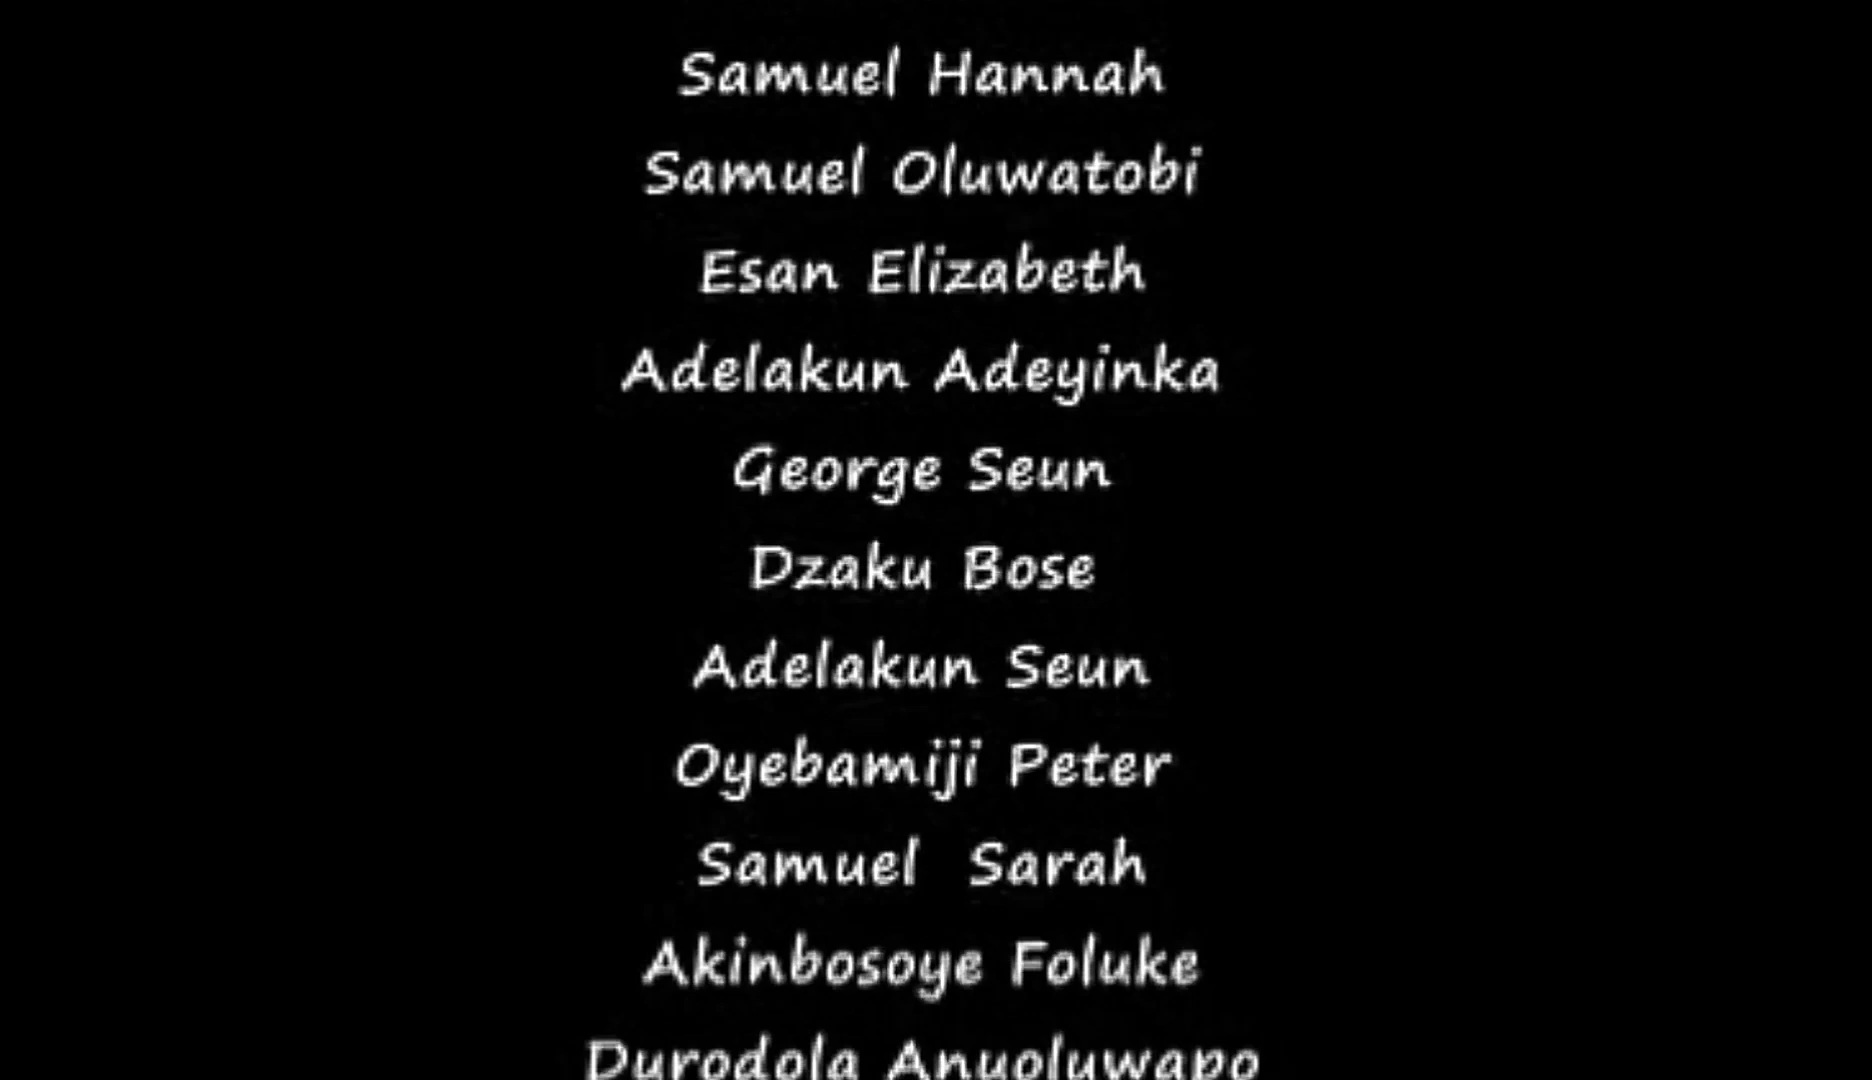 Samuel Hannah
Samuel Oluwatobi
Esan Elizabeth
Adelakun Adeyinka
George Seun
Dzaku Bose
Adelakun Seun
Oyebamiji Peter
Samuel Sarah
Akinbosoye Foluke
Durodola Anuoluwapo